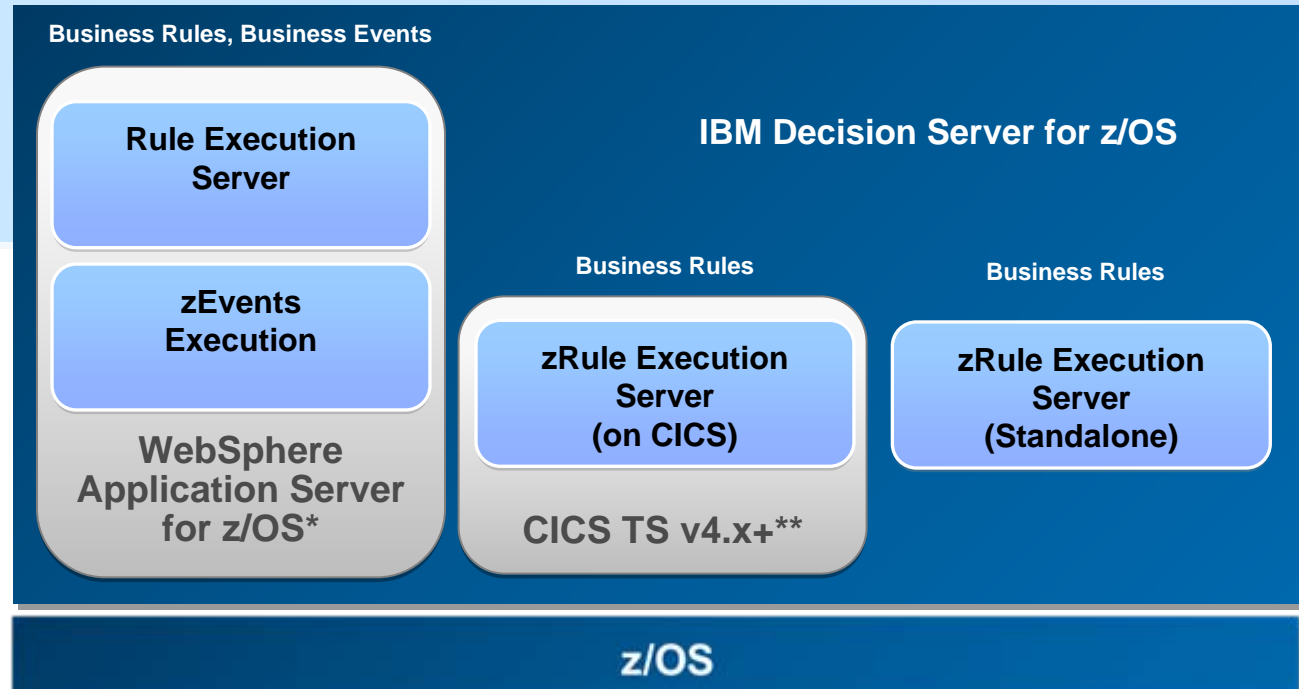 Business Rules, Business Events
Rule Execution
Server
zEvents
Execution
WebSphere
Application Server
for z/OS*
IBM Decision Server for z/OS
Business Rules
zRule Execution
Server
(on CICS)
CICS TS v4.x+**
Business Rules
zRule Execution
Server
(Standalone)
z/OS